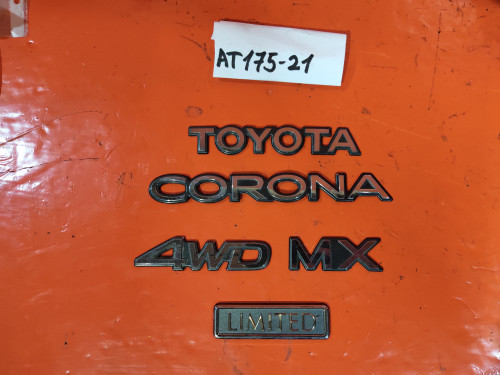 AT175-21
TOYOTA
CORONA
4WD MX
LIMITED